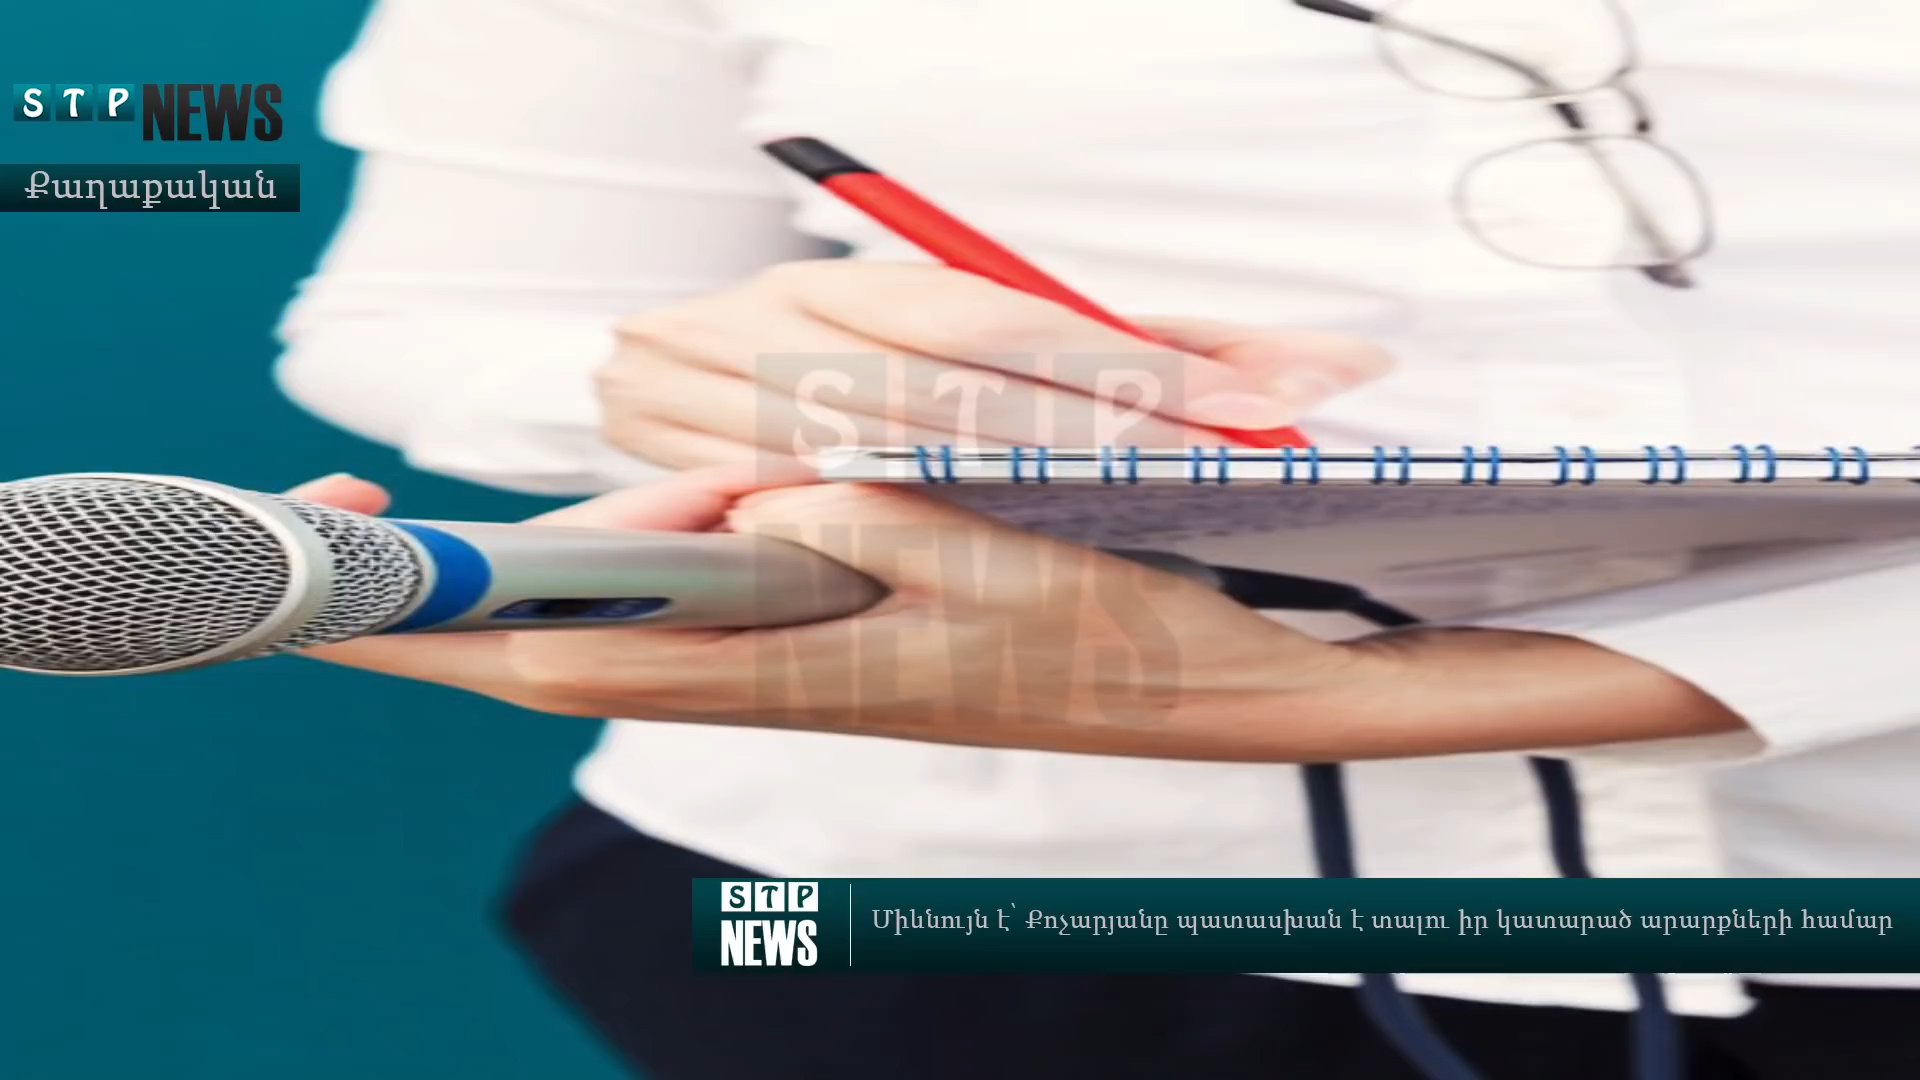 STP NEWS
Քաղաքական
STP
NEWS
STP
NEWS
Միևնույն է՝ Քոչարյանը պատասխան է տալու իր կատարած արարքների համար